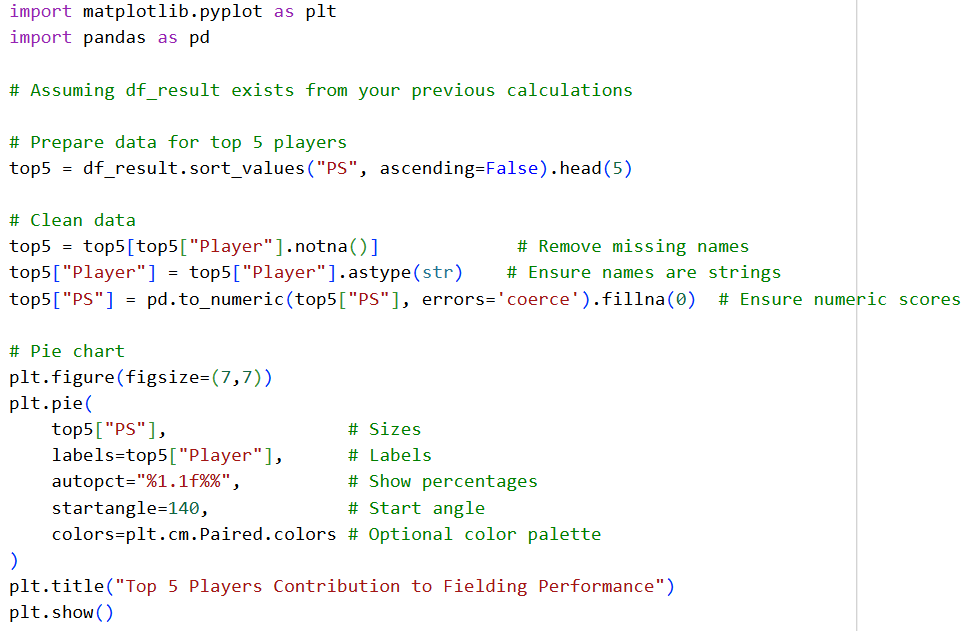 import matplotlib.pyplot as plt
import pandas as pd
# Assuming df_result exists from your previous calculations
# Prepare data for top 5 players
top5 = df_result.sort_values("PS", ascending=False).head(5)
# Clean data
top5 = top5[top5["Player"].notna()]             # Remove missing names
top5["Player"] = top5["Player"].astype(str)    # Ensure names are strings
top5["PS"] = pd.to_numeric(top5["PS"], errors='coerce').fillna(0)  # Ensure numeric scores
# Pie chart
plt.figure(figsize=(7,7))
plt.pie(
    top5["PS"],                 # Sizes
    labels=top5["Player"],      # Labels
    autopct="%1.1f%%",          # Show percentages
    startangle=140,             # Start angle
    colors=plt.cm.Paired.colors # Optional color palette
)
plt.title("Top 5 Players Contribution to Fielding Performance")
plt.show()